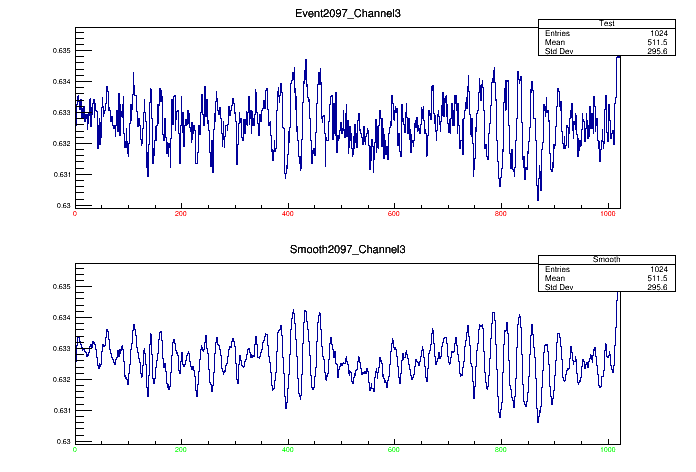 Event2097_Channel3
Test
Entries 1024
Mean 511.5
Std Dev 295.6
0.635
0.634
0.633
0.632
0.631
0.63
0 200 400 600 800 1000
Smooth2097_Channel3
Smooth
Entries 1024
Mean 511.5
Std Dev 295.6
0.635
0.634
0.633
0.632
0.631
0.63
0 200 400 600 800 1000